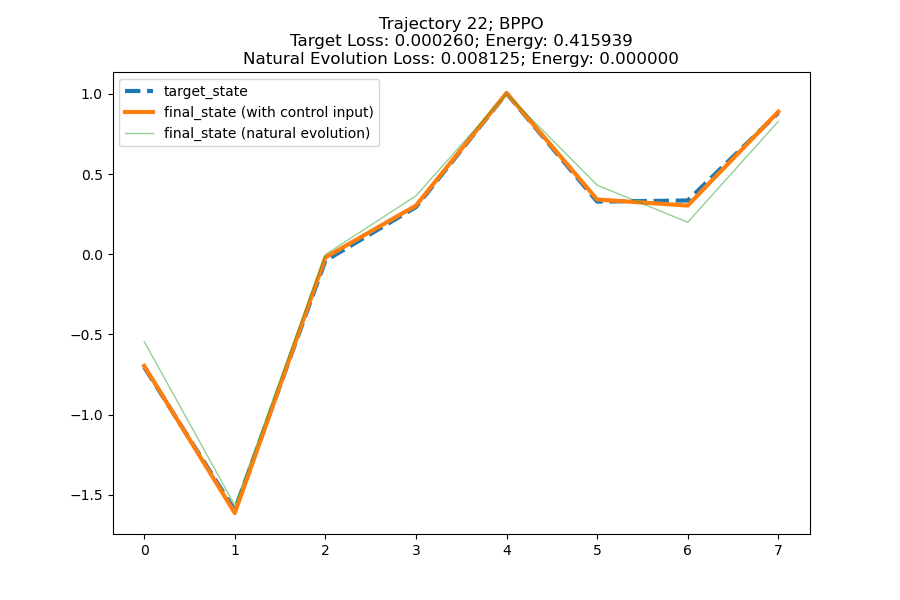 Trajectory 22; BPPO
Target Loss: 0.000260; Energy: 0.415939
Natural Evolution Loss: 0.008125; Energy: 0.000000
target_state
final_state (with control input)
final_state (natural evolution)
1.0
0.5
0.0
−0.5
−1.0
−1.5
0 1 2 3 4 5 6 7